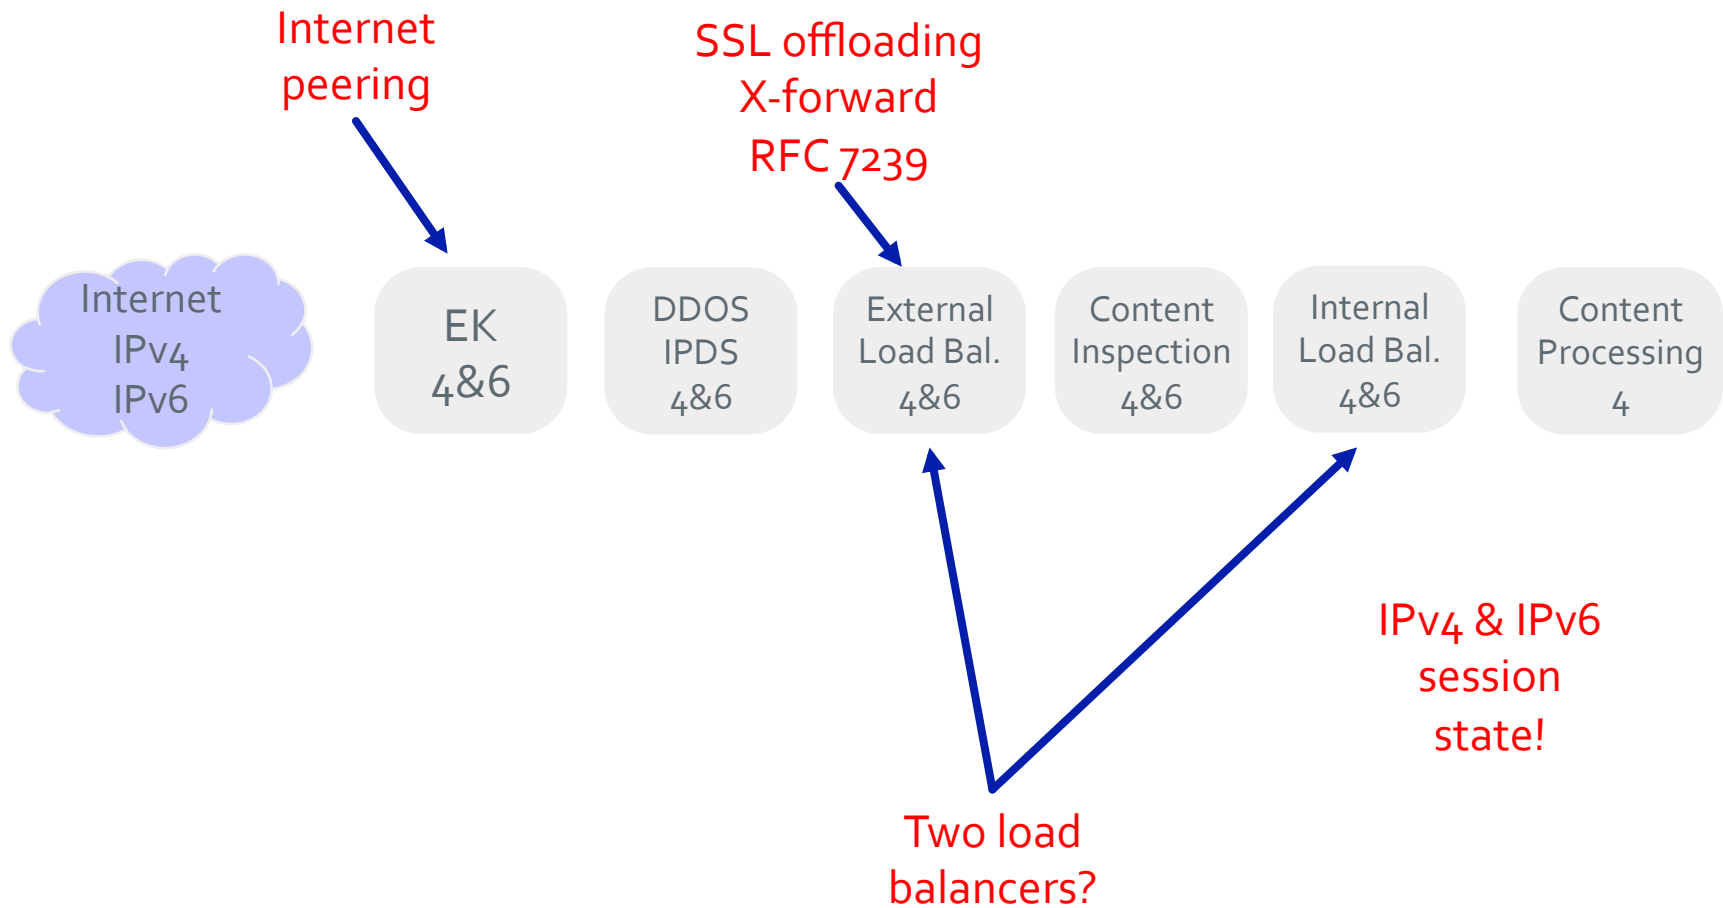 Internet
peering
SSL offloading
X-forward
RFC 7239
Internet
IPv4
IPv6
EK
4&6
DDOS
IPDS
4&6
External
Load Bal.
4&6
Content
Inspection
4&6
Internal
Load Bal.
4&6
Content
Processing
4
IPv4 & IPv6
session
state!
Two load
balancers?